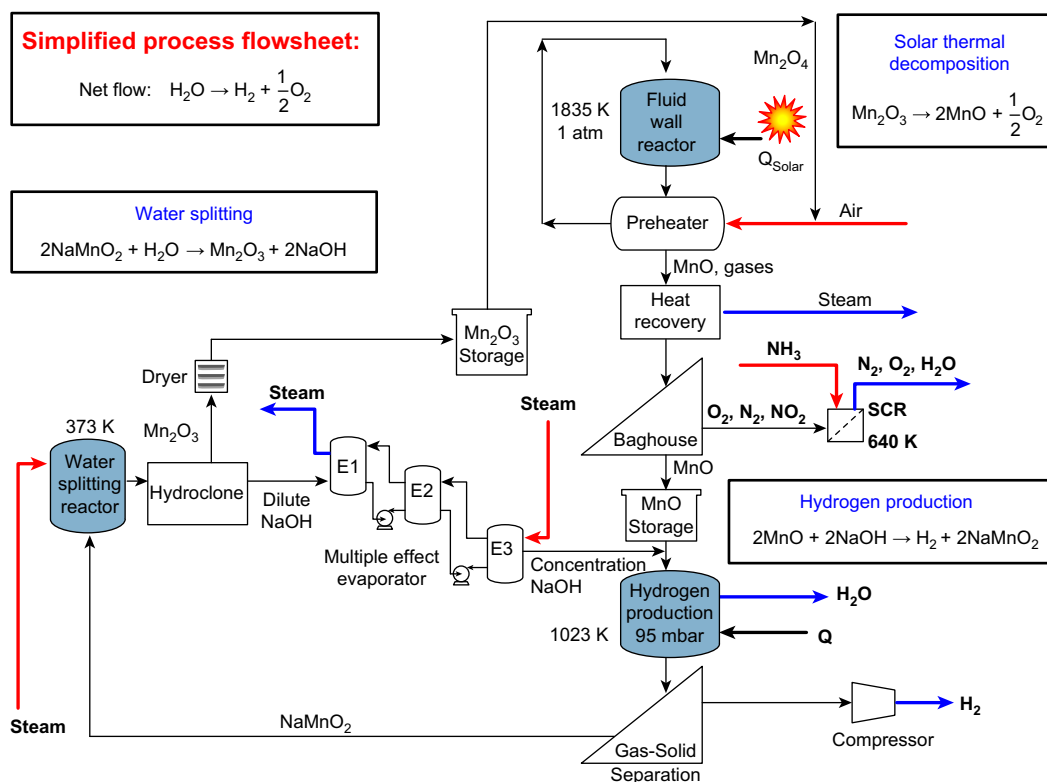 Simplified process flowsheet:
Net flow: H₂O → H₂ + 1/2 O₂
Mn₂O₄
Solar thermal
decomposition
Mn₂O₃ → 2MnO + 1/2 O₂
1835 K
1 atm
Fluid
wall
reactor
Q_Solar
Water splitting
2NaMnO₂ + H₂O → Mn₂O₃ + 2NaOH
Preheater
Air
MnO, gases
Heat
recovery
Steam
Mn₂O₃
Storage
Dryer
NH₃
N₂, O₂, H₂O
Steam
Steam
O₂, N₂, NO₂
SCR
640 K
Baghouse
Mn₂O₃
373 K
Water
splitting
reactor
Hydroclone
Dilute
NaOH
E1
E2
E3
Multiple effect
evaporator
MnO
MnO
Storage
Hydrogen production
2MnO + 2NaOH → H₂ + 2NaMnO₂
Concentration
NaOH
Hydrogen
production
95 mbar
1023 K
H₂O
Q
Steam
NaMnO₂
Gas-Solid
Separation
Compressor
H₂